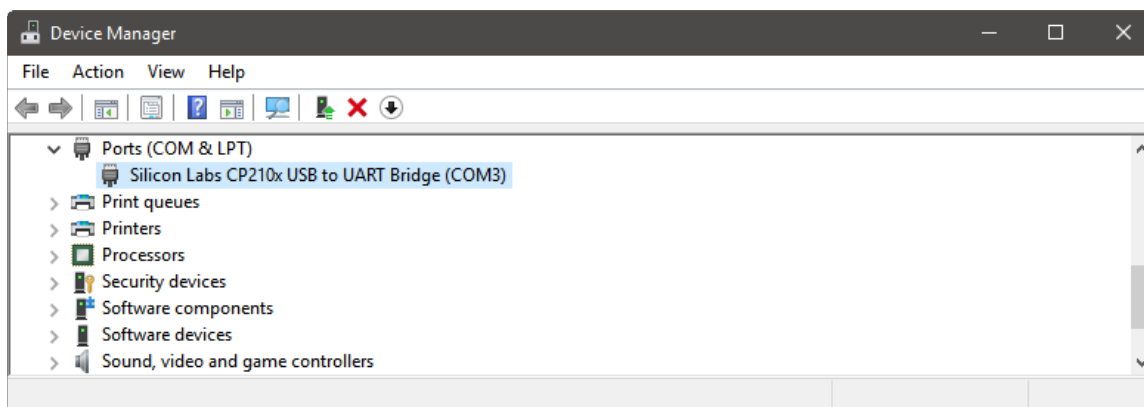 Device Manager
File Action View Help
Ports (COM & LPT)
Silicon Labs CP210x USB to UART Bridge (COM3)
Print queues
Printers
Processors
Security devices
Software components
Software devices
Sound, video and game controllers